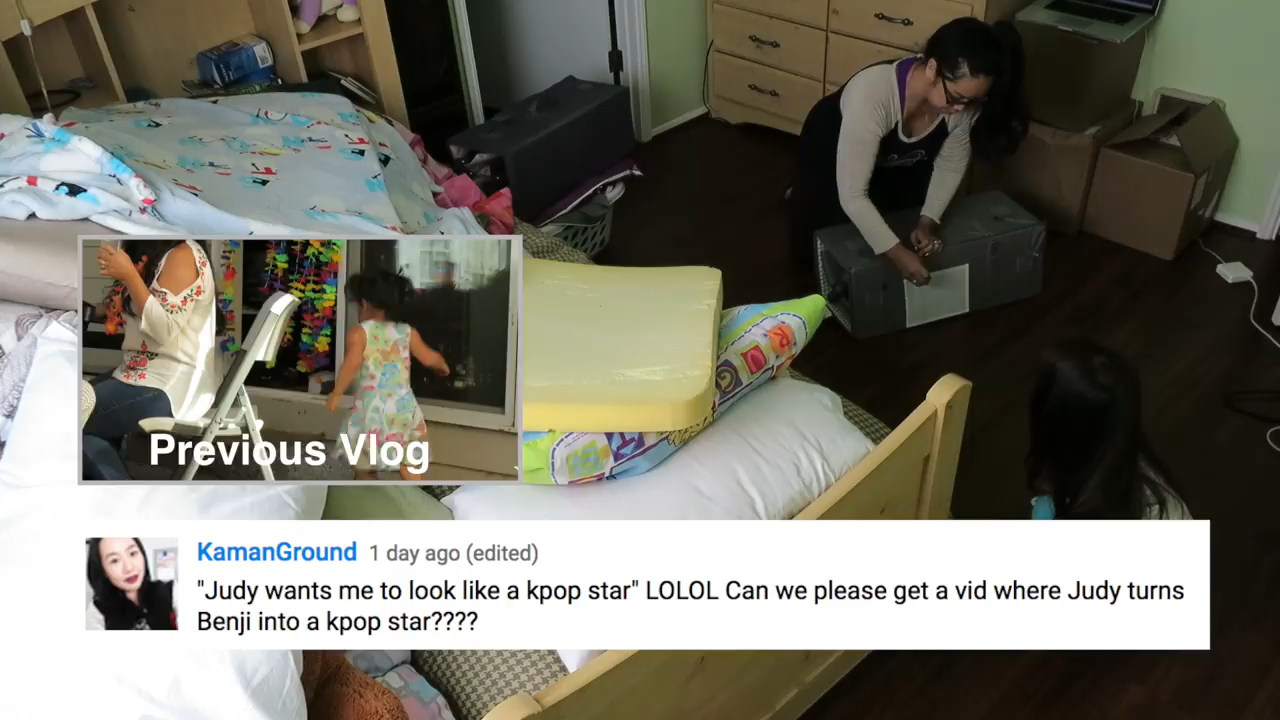 Previous Vlog
KamanGround 1 day ago (edited)
"Judy wants me to look like a kpop star" LOLOL Can we please get a vid where Judy turns
Benji into a kpop star????